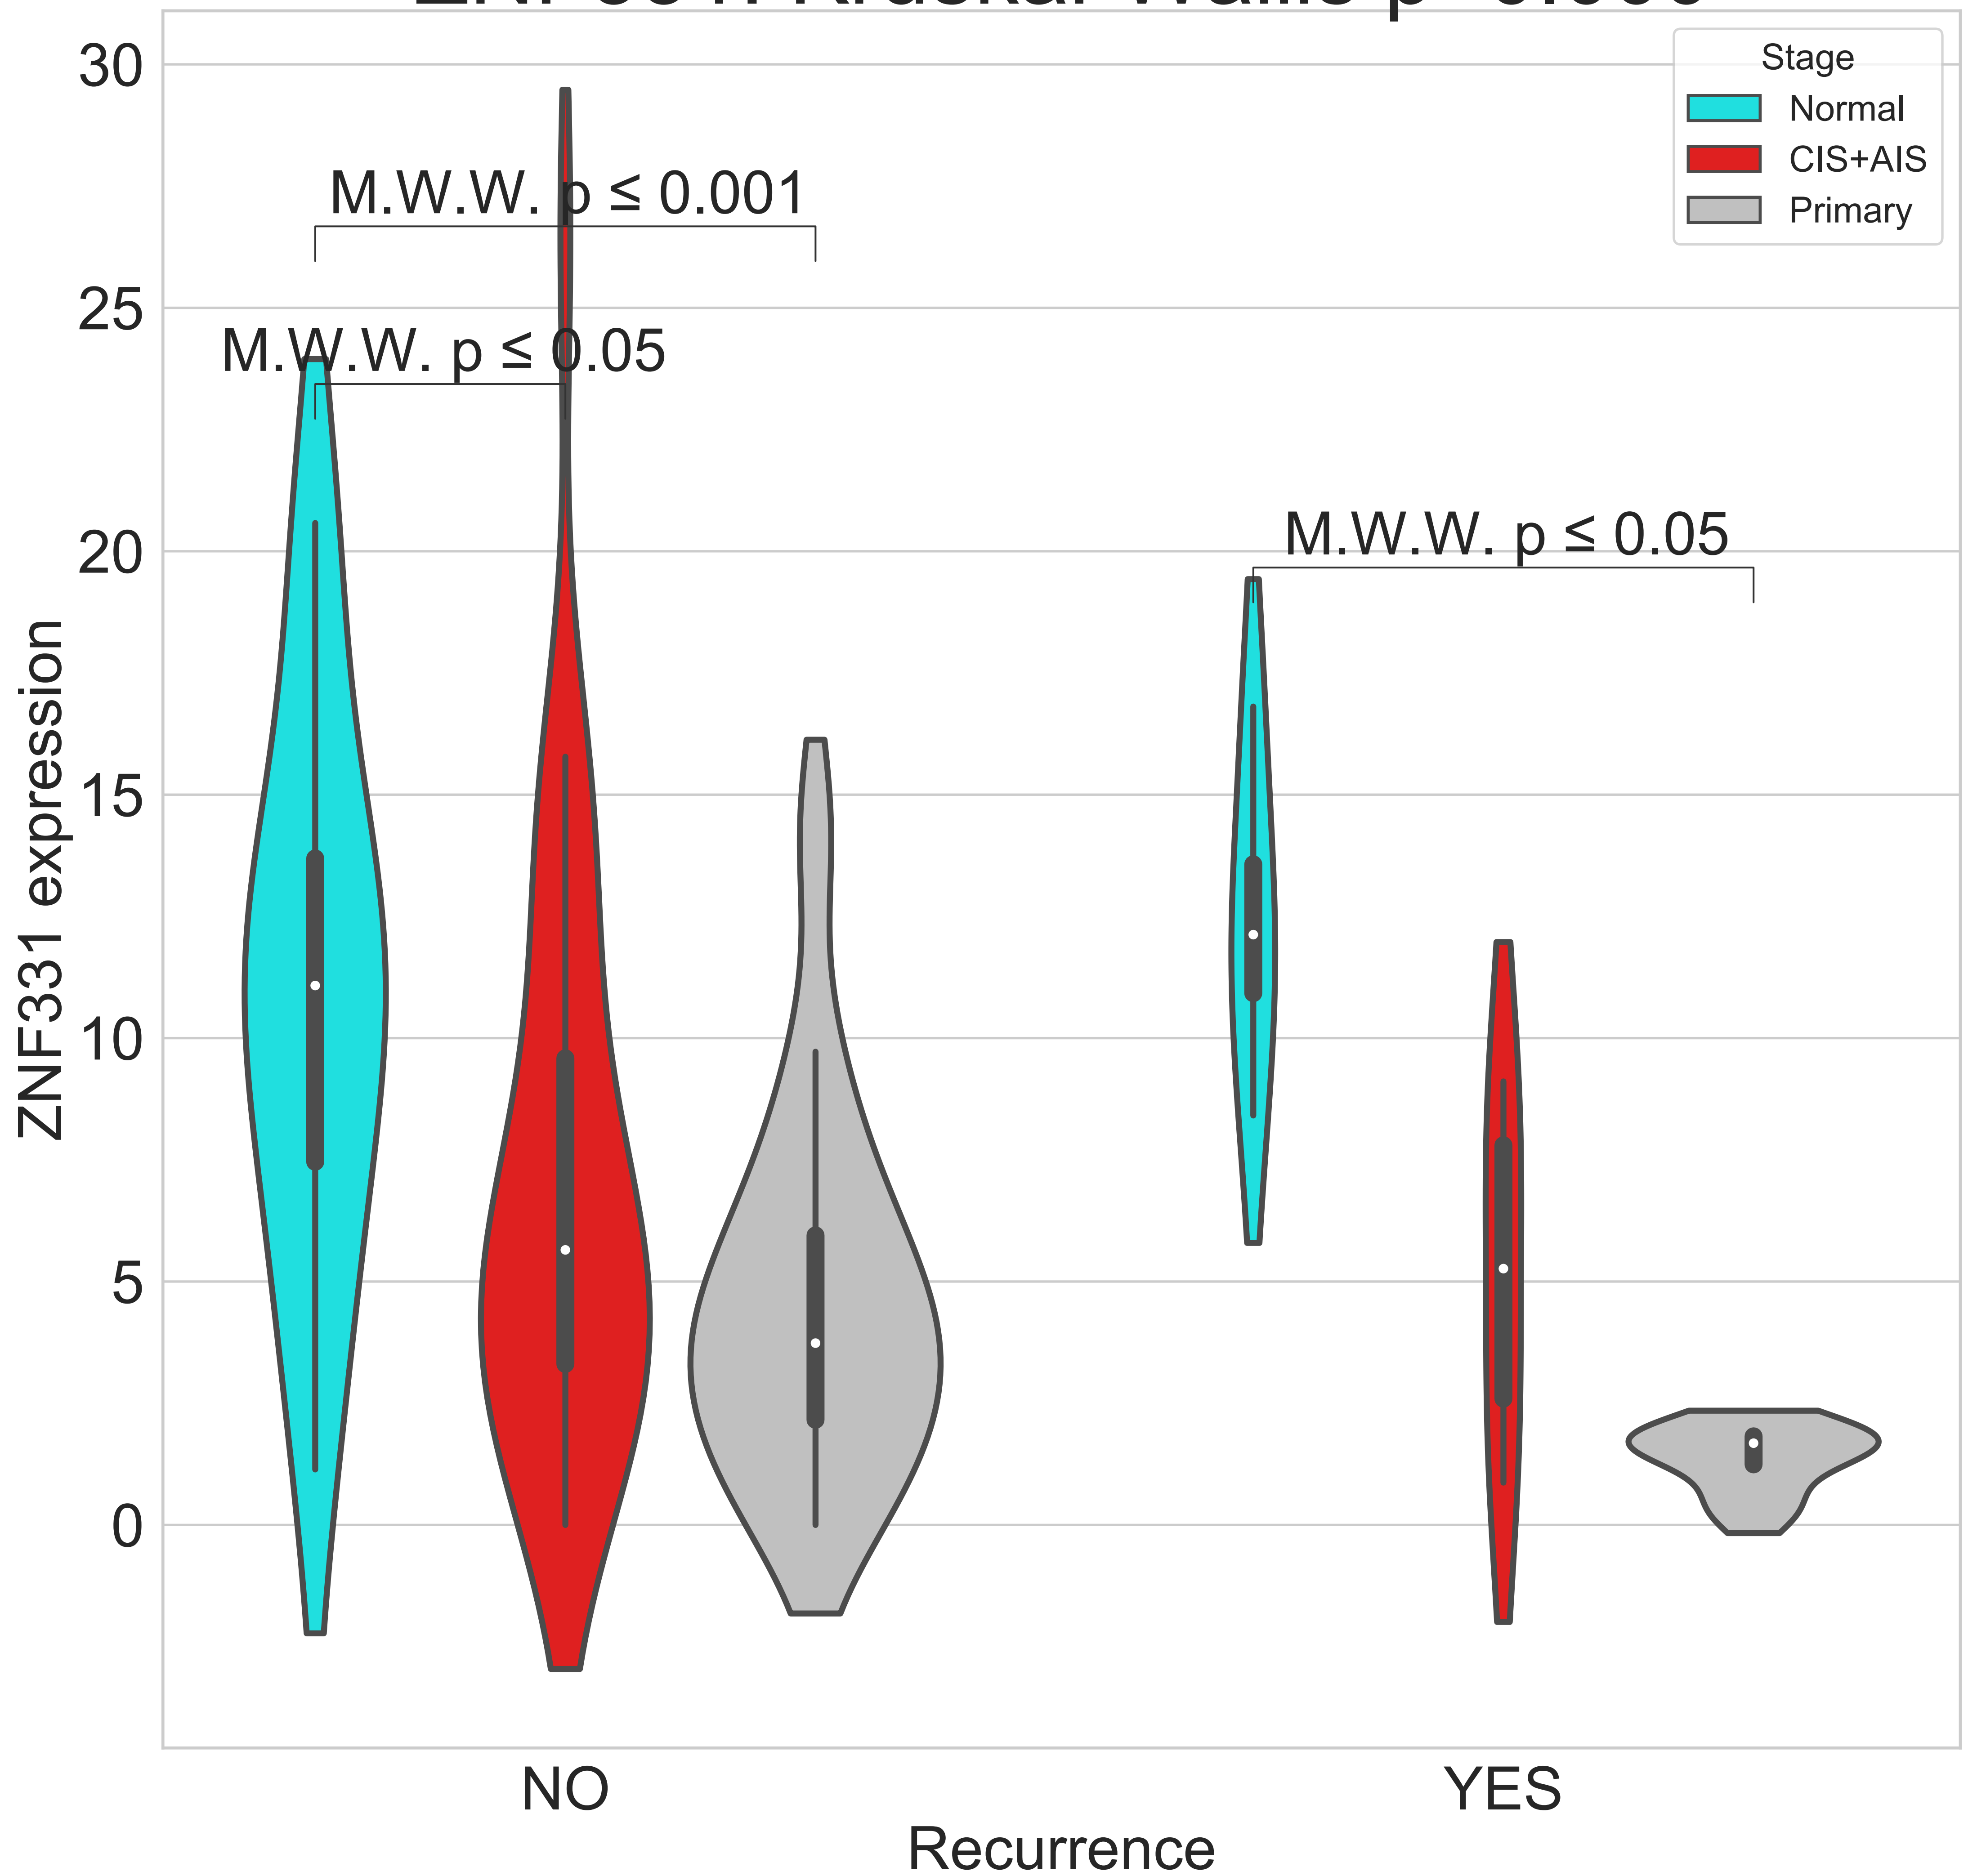 30
25
20
15
10
5
0
ZNF331 expression
Stage
Normal
CIS+AIS
Primary
M.W.W. p ≤ 0.001
M.W.W. p ≤ 0.05
M.W.W. p ≤ 0.05
NO
YES
Recurrence